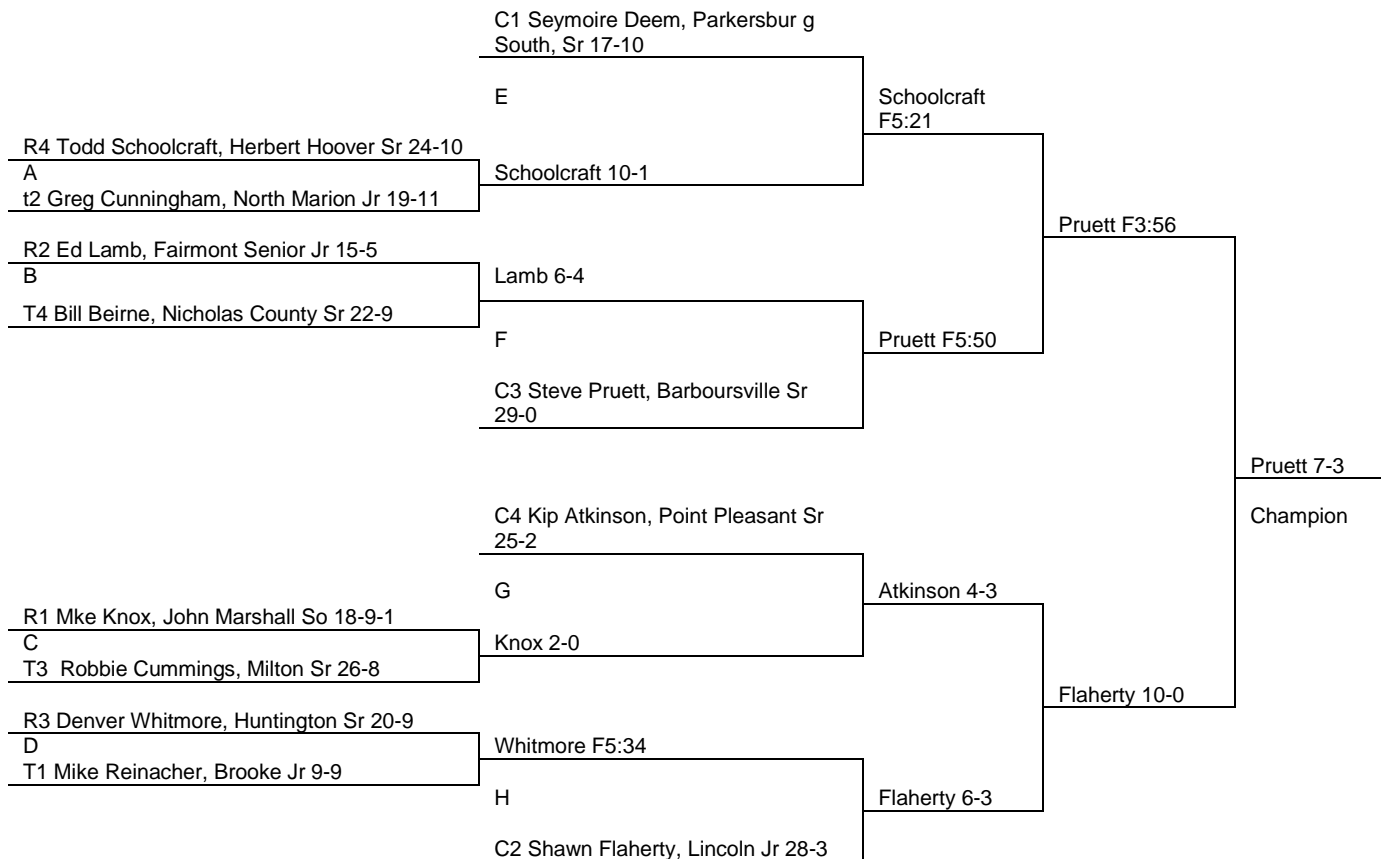 C1 Seymoire Deem, Parkersbur g
South, Sr 17-10
E
Schoolcraft
F5:21
R4 Todd Schoolcraft, Herbert Hoover Sr 24-10
A
Schoolcraft 10-1
t2 Greg Cunningham, North Marion Jr 19-11
Pruett F3:56
R2 Ed Lamb, Fairmont Senior Jr 15-5
B
Lamb 6-4
T4 Bill Beirne, Nicholas County Sr 22-9
F
Pruett F5:50
C3 Steve Pruett, Barboursville Sr
29-0
Pruett 7-3
C4 Kip Atkinson, Point Pleasant Sr
25-2
Champion
G
Atkinson 4-3
R1 Mke Knox, John Marshall So 18-9-1
C
Knox 2-0
T3 Robbie Cummings, Milton Sr 26-8
Flaherty 10-0
R3 Denver Whitmore, Huntington Sr 20-9
D
Whitmore F5:34
T1 Mike Reinacher, Brooke Jr 9-9
H
Flaherty 6-3
C2 Shawn Flaherty, Lincoln Jr 28-3